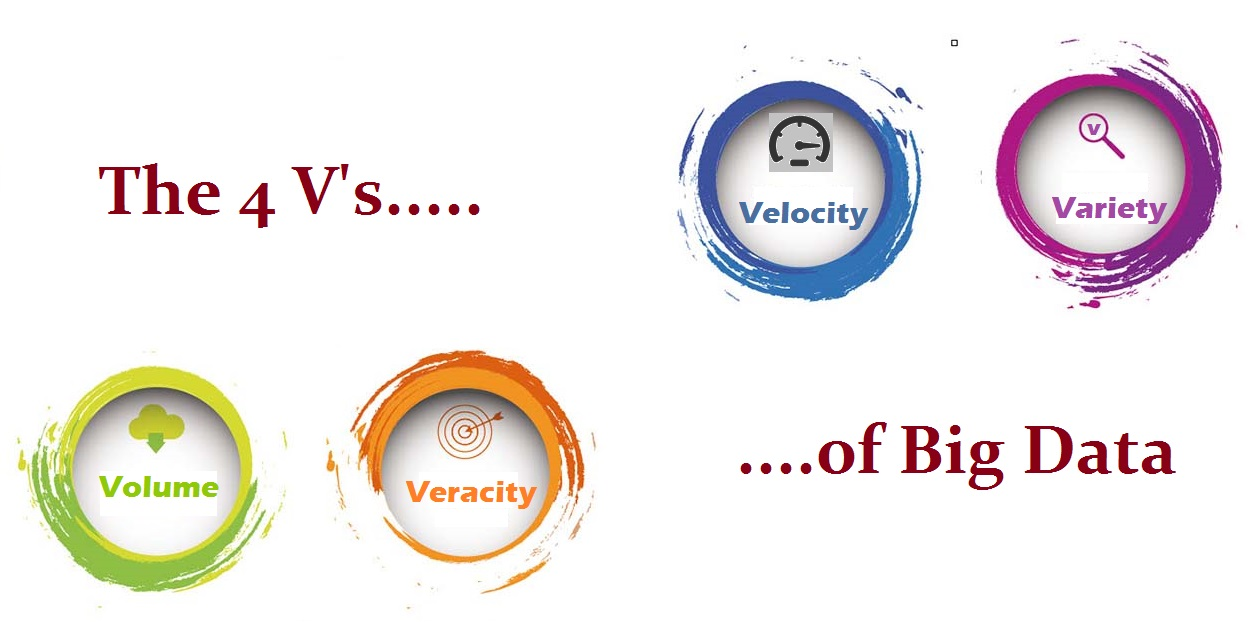 The 4 V's.....
Velocity
V
Variety
Volume
Veracity
....of Big Data